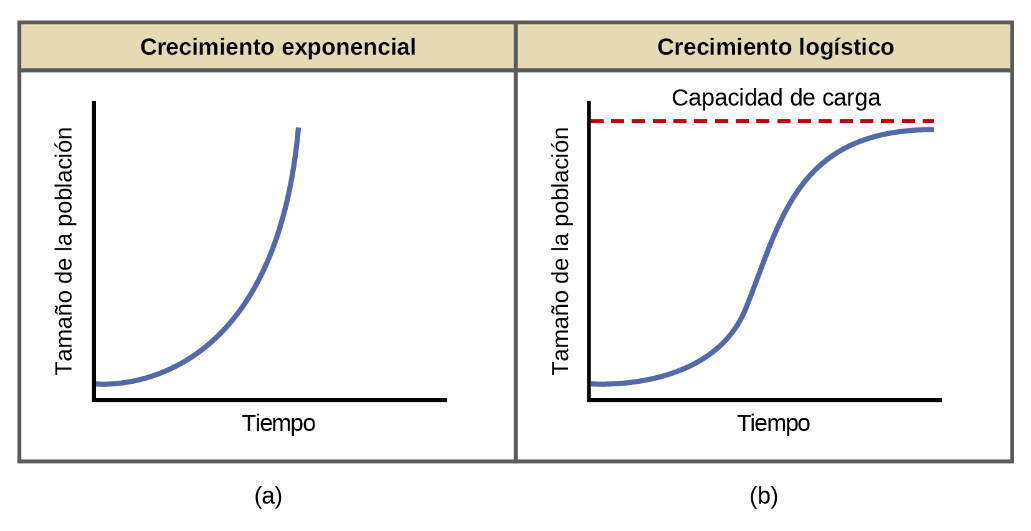 Crecimiento exponencial
Tamaño de la población
Tiempo
(a)
Crecimiento logístico
Capacidad de carga
Tamaño de la población
Tiempo
(b)